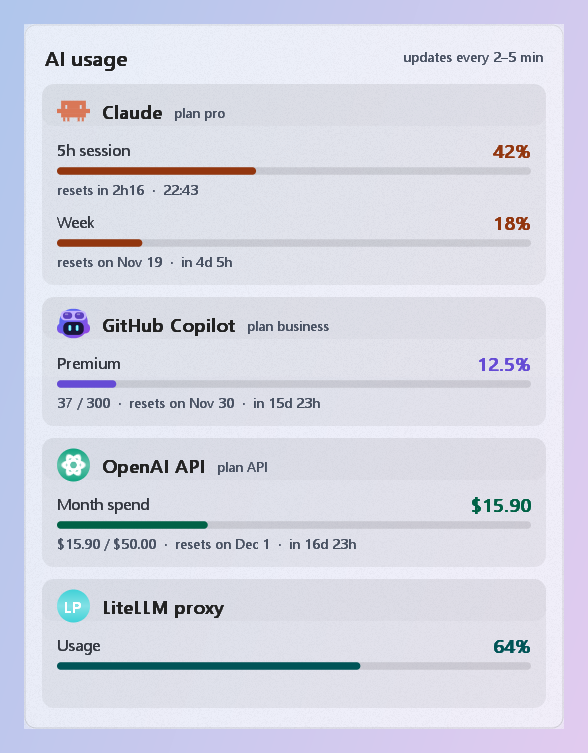 AI usage
updates every 2–5 min
Claude plan pro
5h session 42%
resets in 2h16 · 22:43
Week 18%
resets on Nov 19 · in 4d 5h
GitHub Copilot plan business
Premium 12.5%
37 / 300 · resets on Nov 30 · in 15d 23h
OpenAI API plan API
Month spend $15.90
$15.90 / $50.00 · resets on Dec 1 · in 16d 23h
LP LiteLLM proxy
Usage 64%